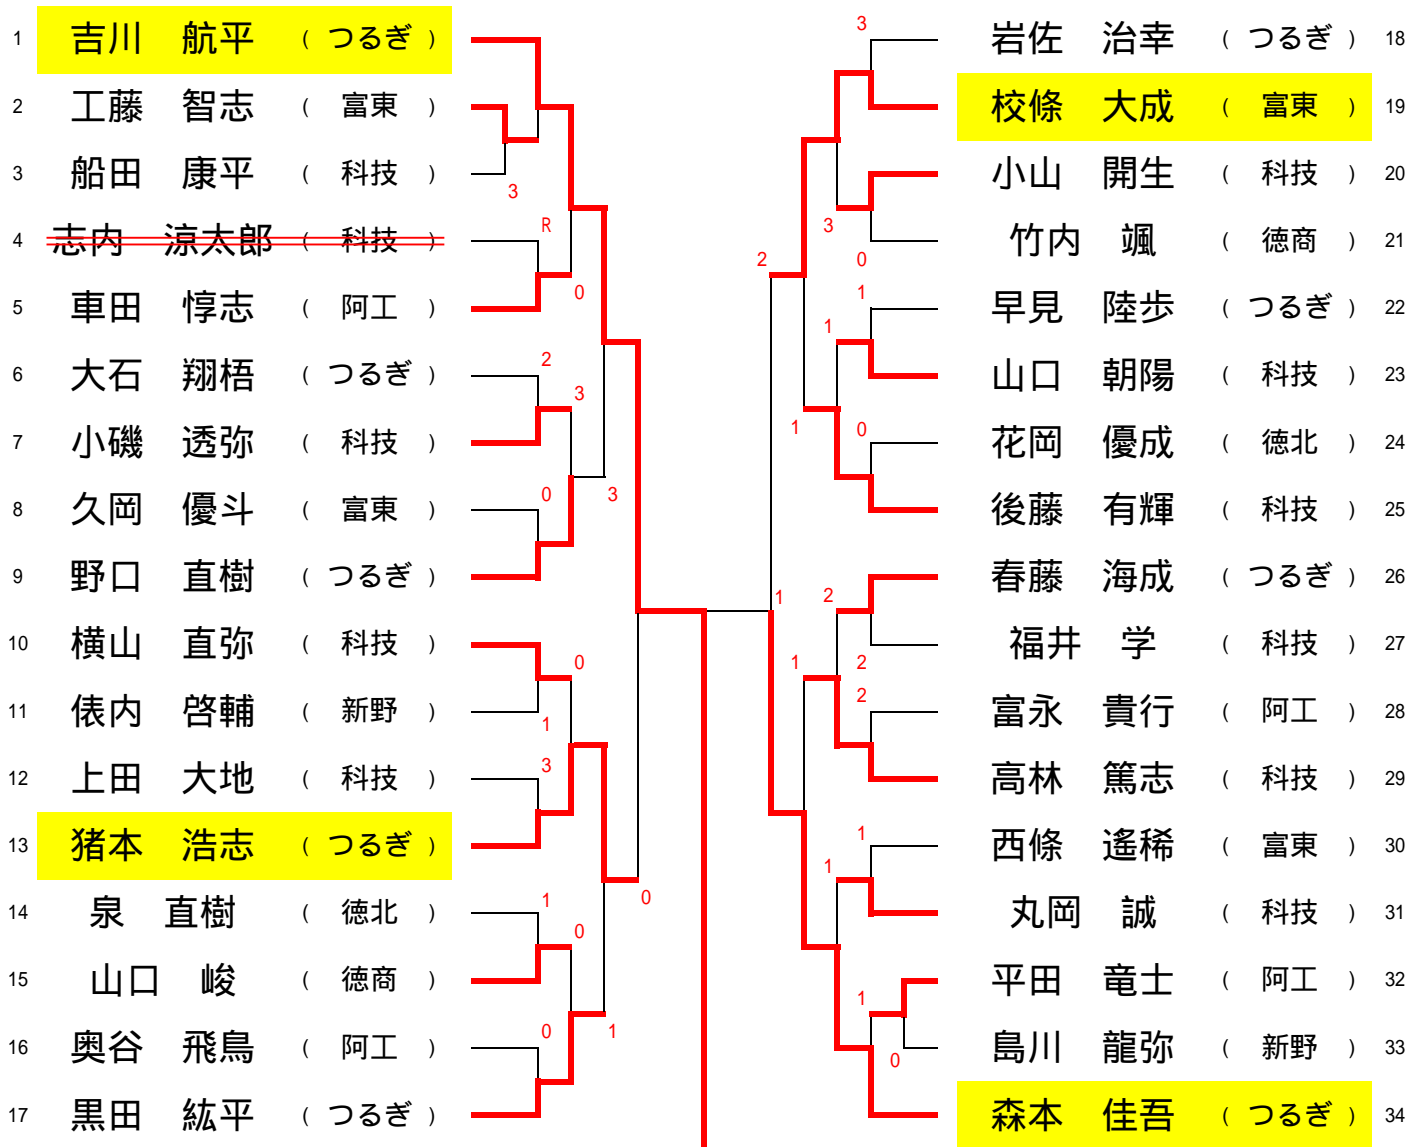 1 吉川 航平 ( つるぎ )
2 工藤 智志 ( 富東 )
3 船田 康平 ( 科技 )
3
4 志内 涼太郎 ( 科技 )
R
5 車田 惇志 ( 阿工 )
0
6 大石 翔梧 ( つるぎ )
2
3
7 小磯 透弥 ( 科技 )
8 久岡 優斗 ( 富東 )
0
3
9 野口 直樹 ( つるぎ )
10 横山 直弥 ( 科技 )
0
11 俵内 啓輔 ( 新野 )
1
12 上田 大地 ( 科技 )
3
13 猪本 浩志 ( つるぎ )
0
14 泉 直樹 ( 徳北 )
1
0
15 山口 峻 ( 徳商 )
16 奥谷 飛鳥 ( 阿工 )
0
1
17 黒田 紘平 ( つるぎ )
3
岩佐 治幸 ( つるぎ ) 18
校條 大成 ( 富東 ) 19
小山 開生 ( 科技 ) 20
3
竹内 颯 ( 徳商 ) 21
0
2
1
早見 陸歩 ( つるぎ ) 22
1
山口 朝陽 ( 科技 ) 23
1
0
花岡 優成 ( 徳北 ) 24
後藤 有輝 ( 科技 ) 25
春藤 海成 ( つるぎ ) 26
1
2
福井 学 ( 科技 ) 27
1
2
2
富永 貴行 ( 阿工 ) 28
高林 篤志 ( 科技 ) 29
1
西條 遙稀 ( 富東 ) 30
1
丸岡 誠 ( 科技 ) 31
平田 竜士 ( 阿工 ) 32
1
島川 龍弥 ( 新野 ) 33
0
森本 佳吾 ( つるぎ ) 34